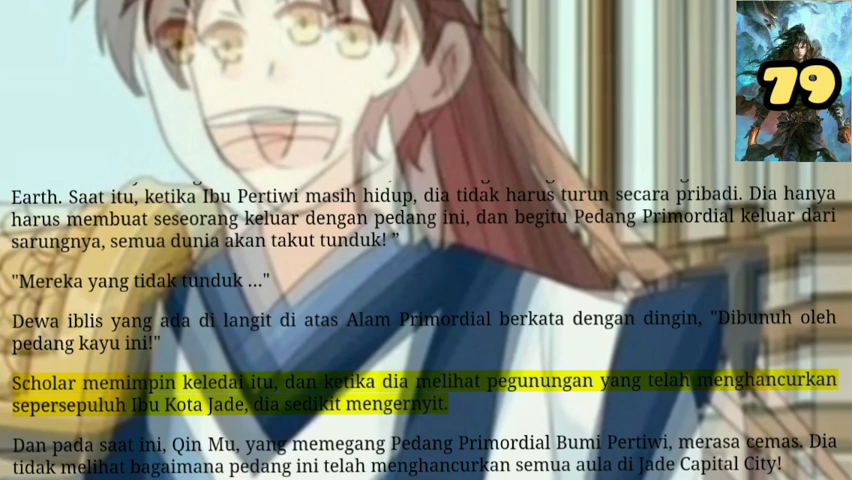 79
Earth. Saat itu, ketika Ibu Pertiwi masih hidup, dia tidak harus turun secara pribadi. Dia hanya
harus membuat seseorang keluar dengan pedang ini, dan begitu Pedang Primordial keluar dari
sarungnya, semua dunia akan takut tunduk! ”
"Mereka yang tidak tunduk ..."
Dewa iblis yang ada di langit di atas Alam Primordial berkata dengan dingin, "Dibunuh oleh
pedang kayu ini!"
Scholar memimpin keledai itu, dan ketika dia melihat pegunungan yang telah menghancurkan
sepersepuluh Ibu Kota Jade, dia sedikit mengernyit.
Dan pada saat ini, Qin Mu, yang memegang Pedang Primordial Bumi Pertiwi, merasa cemas. Dia
tidak melihat bagaimana pedang ini telah menghancurkan semua aula di Jade Capital City!